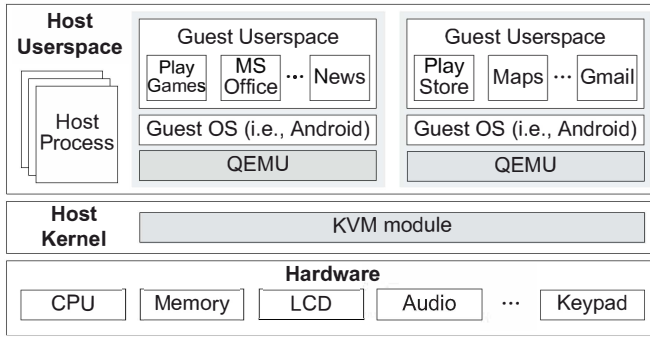 Host
Userspace
Host
Process
Guest Userspace
Play
Games
MS
Office
...
News
Guest OS (i.e., Android)
QEMU
Guest Userspace
Play
Store
Maps
...
Gmail
Guest OS (i.e., Android)
QEMU
Host
Kernel
KVM module
Hardware
CPU
Memory
LCD
Audio
...
Keypad